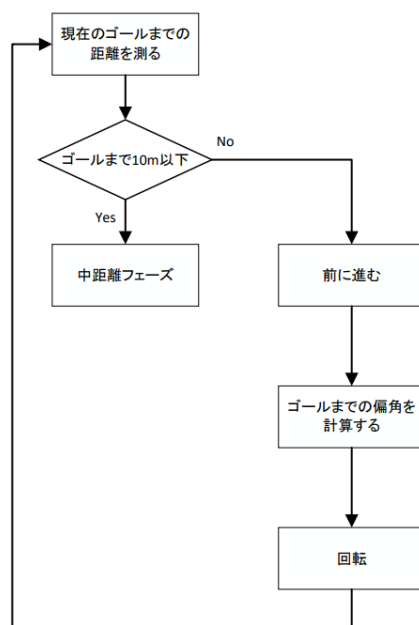 現在のゴールまでの
距離を測る
ゴールまで10m以下
No
Yes
中距離フェーズ
前に進む
ゴールまでの偏角を
計算する
回転